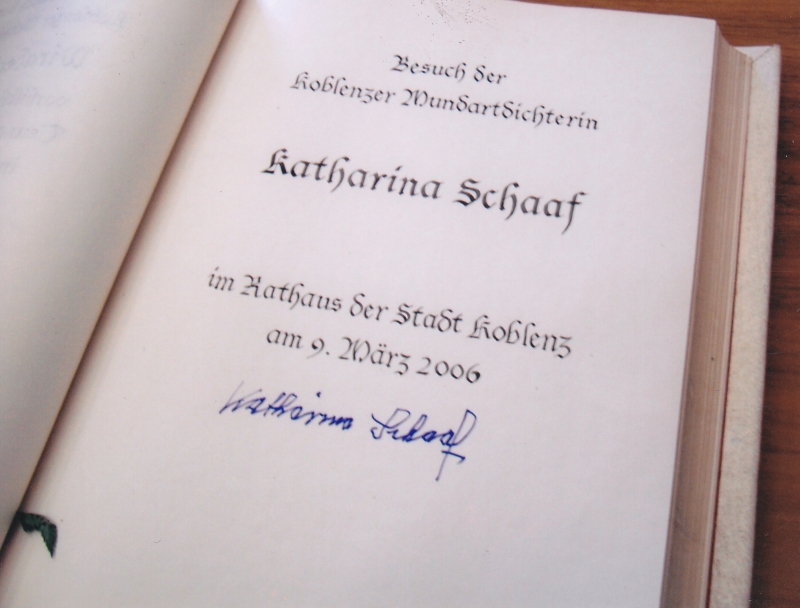 Besuch der
Koblenzer Mundartdichterin
Katharina Schaaf
im Rathaus der Stadt Koblenz
am 9. März 2006
Katharina Schaaf